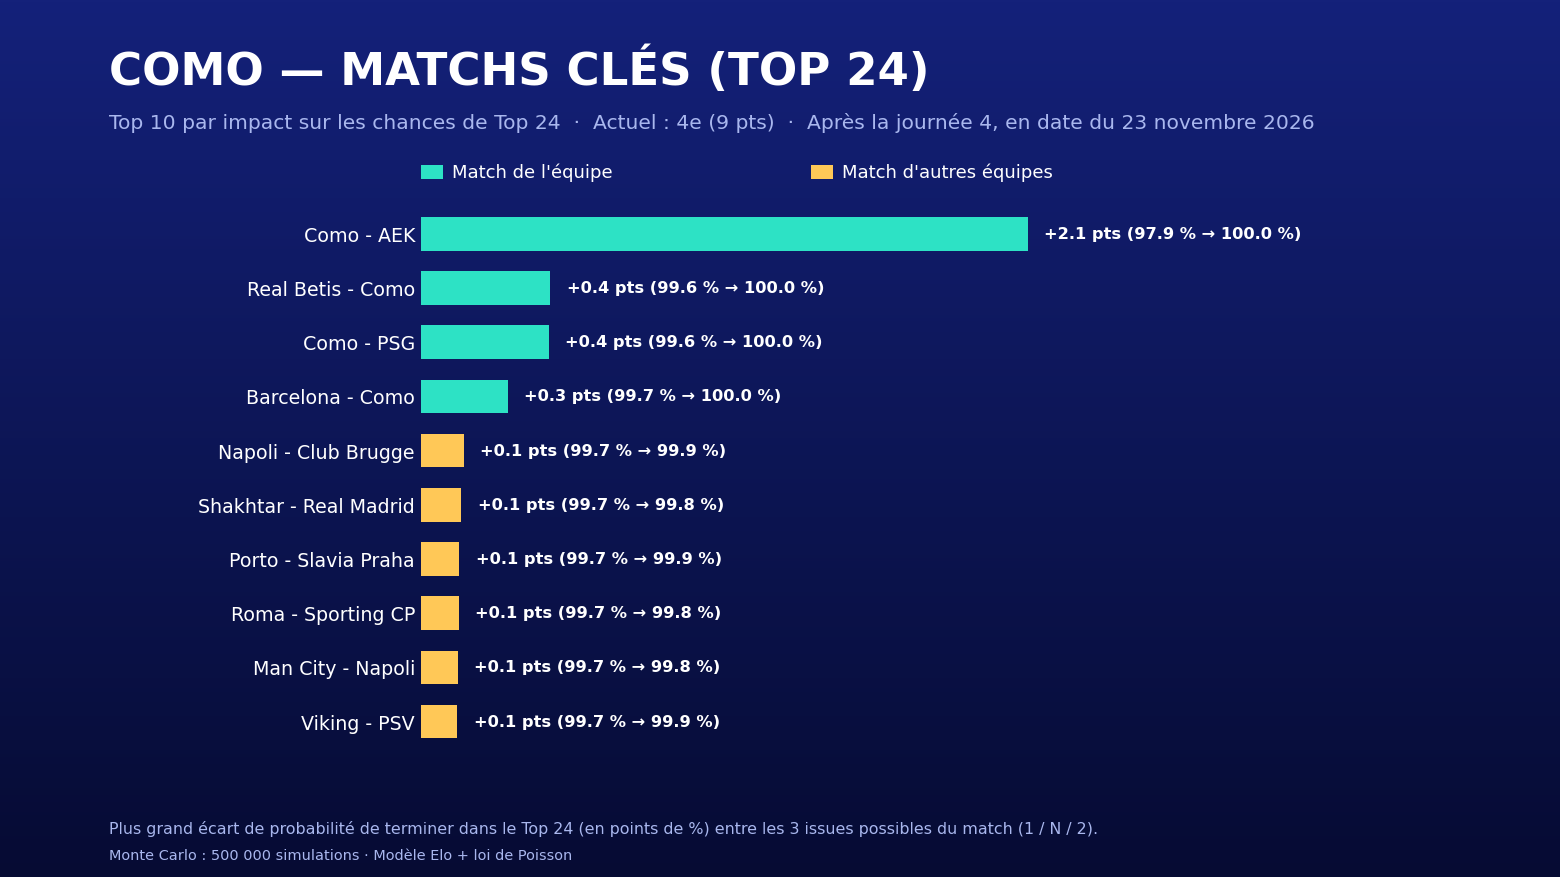 COMO — MATCHS CLÉS (TOP 24)
Top 10 par impact sur les chances de Top 24 · Actuel : 4e (9 pts) · Après la journée 4, en date du 23 novembre 2026
Match de l'équipe
Match d'autres équipes
Como - AEK +2.1 pts (97.9 % → 100.0 %)
Real Betis - Como +0.4 pts (99.6 % → 100.0 %)
Como - PSG +0.4 pts (99.6 % → 100.0 %)
Barcelona - Como +0.3 pts (99.7 % → 100.0 %)
Napoli - Club Brugge +0.1 pts (99.7 % → 99.9 %)
Shakhtar - Real Madrid +0.1 pts (99.7 % → 99.8 %)
Porto - Slavia Praha +0.1 pts (99.7 % → 99.9 %)
Roma - Sporting CP +0.1 pts (99.7 % → 99.8 %)
Man City - Napoli +0.1 pts (99.7 % → 99.8 %)
Viking - PSV +0.1 pts (99.7 % → 99.9 %)
Plus grand écart de probabilité de terminer dans le Top 24 (en points de %) entre les 3 issues possibles du match (1 / N / 2).
Monte Carlo : 500 000 simulations · Modèle Elo + loi de Poisson